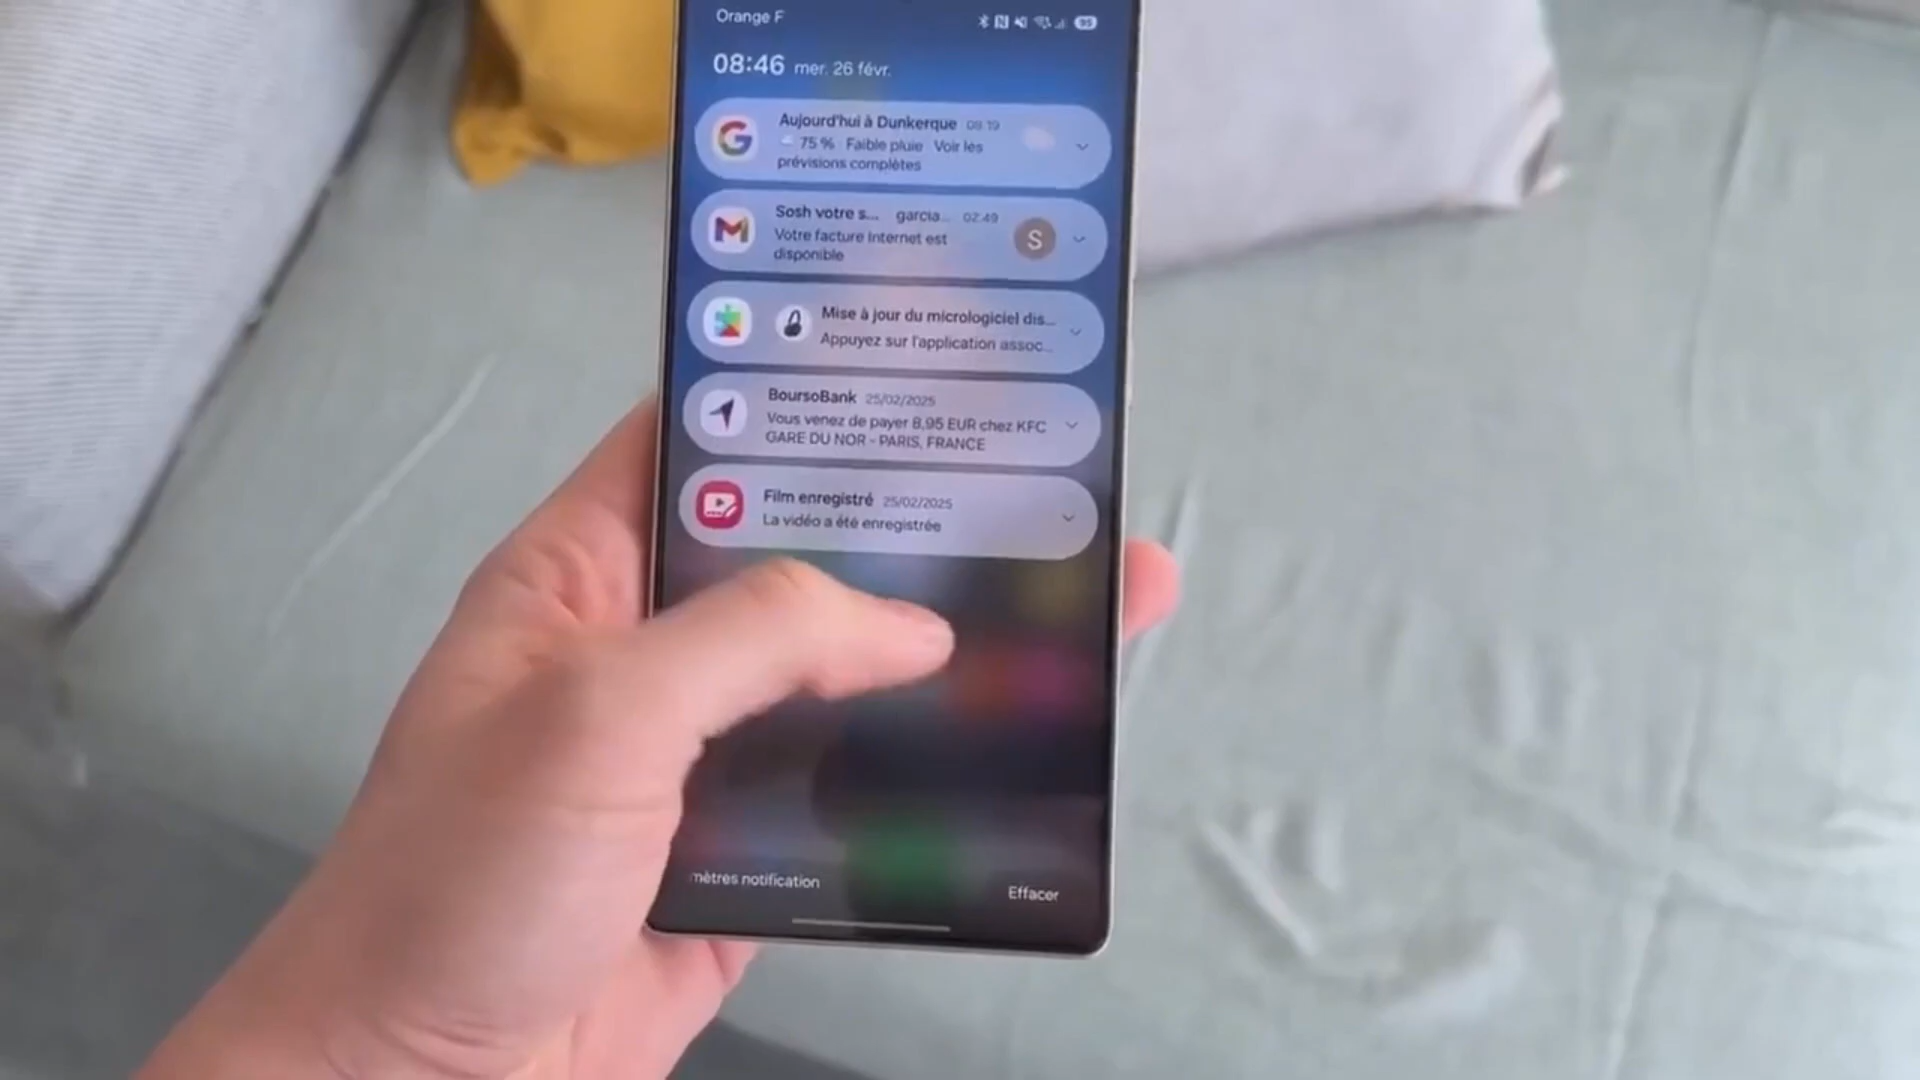 Orange F
95
08:46 mer. 26 févr.
Aujourd'hui à Dunkerque 08:19
75 % · Faible pluie · Voir les
prévisions complètes
Sosh votre s... garcia... 02:49
Votre facture Internet est
disponible
S
Mise à jour du micrologiciel dis...
Appuyez sur l'application assoc...
BoursoBank 25/02/2025
Vous venez de payer 8,95 EUR chez KFC
GARE DU NOR - PARIS, FRANCE
Film enregistré 25/02/2025
La vidéo a été enregistrée
mètres notification
Effacer